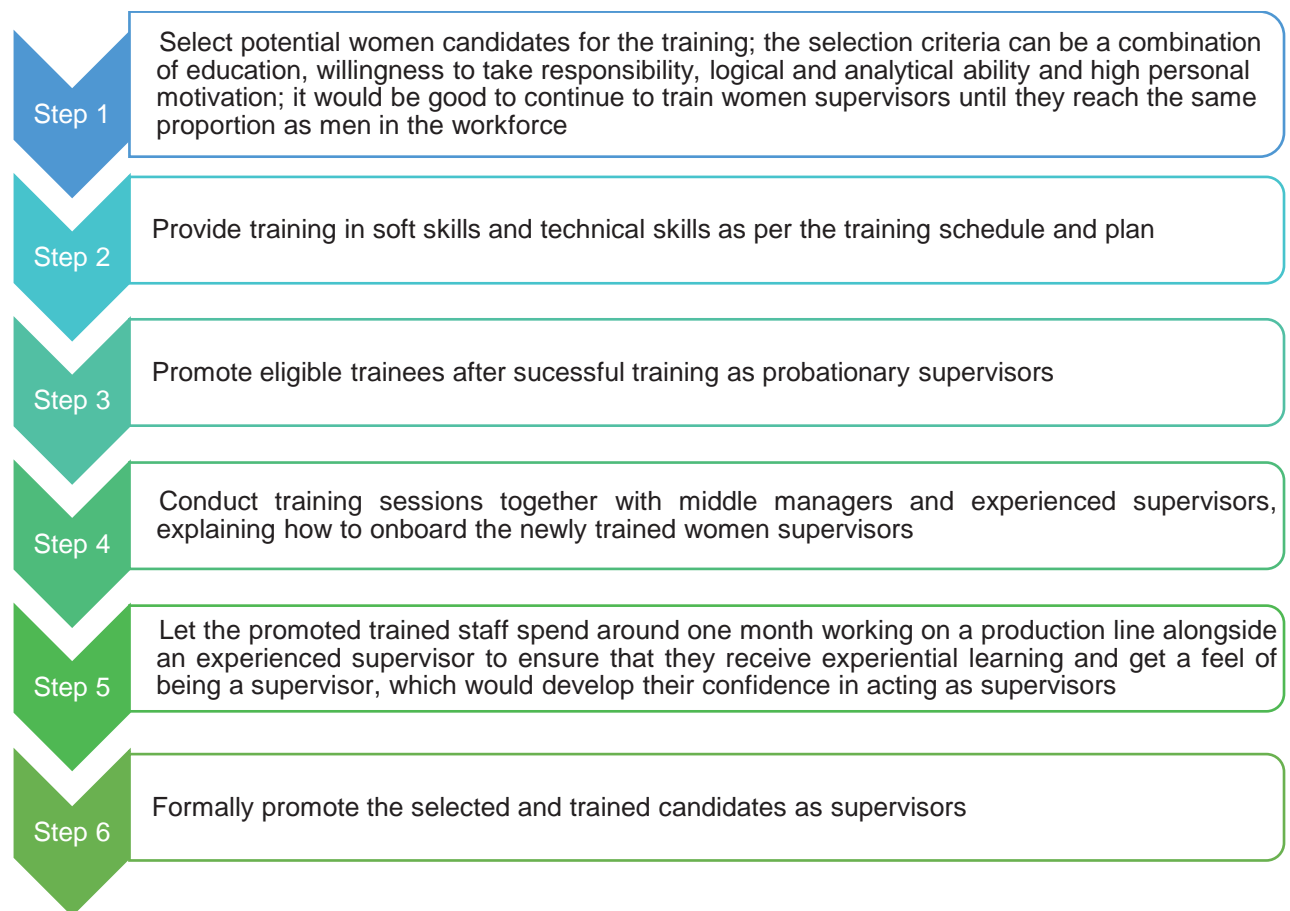 Step 1
Select potential women candidates for the training; the selection criteria can be a combination
of education, willingness to take responsibility, logical and analytical ability and high personal
motivation; it would be good to continue to train women supervisors until they reach the same
proportion as men in the workforce
Step 2
Provide training in soft skills and technical skills as per the training schedule and plan
Step 3
Promote eligible trainees after sucessful training as probationary supervisors
Step 4
Conduct training sessions together with middle managers and experienced supervisors,
explaining how to onboard the newly trained women supervisors
Step 5
Let the promoted trained staff spend around one month working on a production line alongside
an experienced supervisor to ensure that they receive experiential learning and get a feel of
being a supervisor, which would develop their confidence in acting as supervisors
Step 6
Formally promote the selected and trained candidates as supervisors